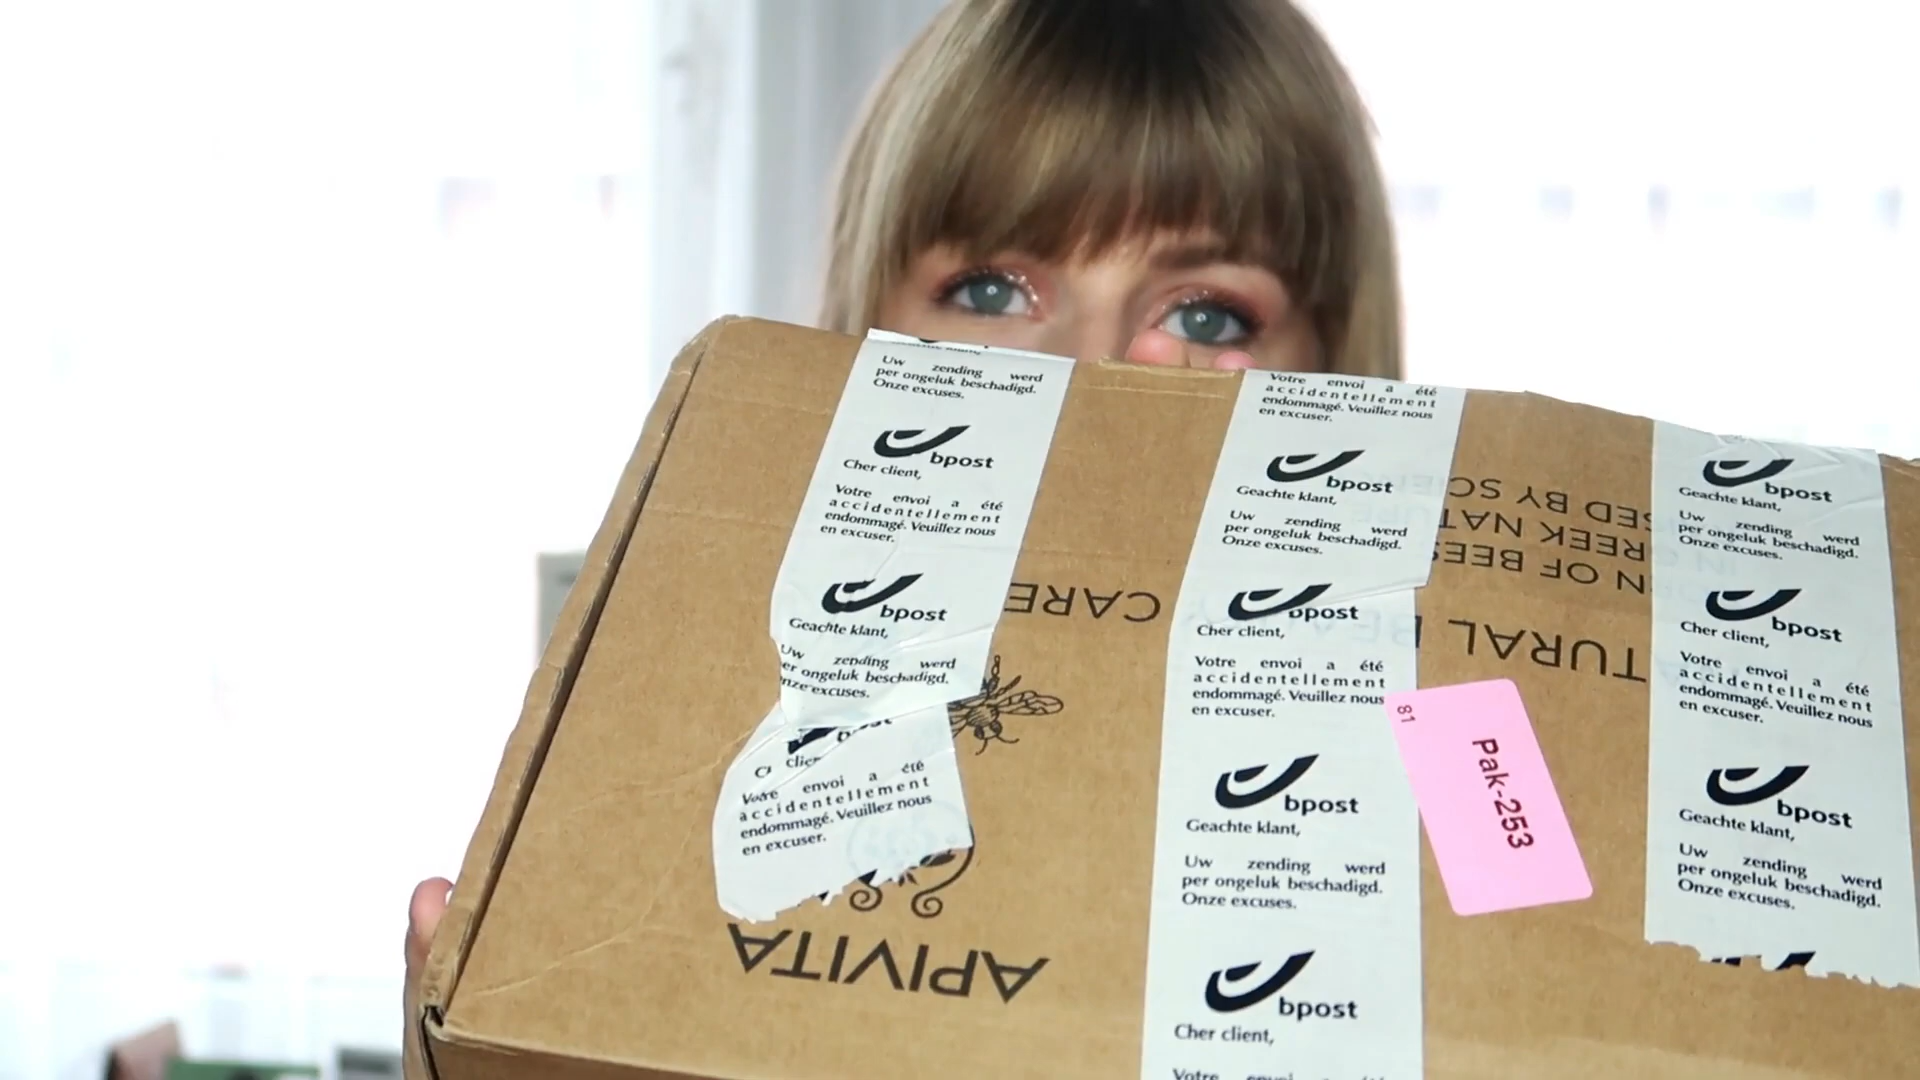 Uw zending werd
per ongeluk beschadigd.
Onze excuses.
bpost
Cher client,
Votre envoi a été
accidentellement
endommagé. Veuillez nous
en excuser.
bpost
Geachte klant,
Uw zending werd
per ongeluk beschadigd.
excuses.
Votre envoi a été
accidentellement
endommagé. Veuillez nous
en excuser.
Votre envoi a été
accidentellement
endommagé. Veuillez nous
en excuser.
bpost
Geachte klant,
Uw zending werd
per ongeluk beschadigd.
Onze excuses.
bpost
Cher client,
Votre envoi a été
accidentellement
endommagé. Veuillez nous
en excuser.
bpost
Geachte klant,
Uw zending werd
per ongeluk beschadigd.
Onze excuses.
bpost
Cher client,
Votre envoi a été
bpost
Geachte klant,
Uw zending werd
per ongeluk beschadigd.
Onze excuses.
bpost
Cher client,
Votre envoi a été
accidentellement
endommagé. Veuillez nous
en excuser.
bpost
Geachte klant,
Uw zending werd
per ongeluk beschadigd.
Onze excuses.
81
Pak-253
APIVITA
CARE
OF BEES
GREEK NATURE
BY